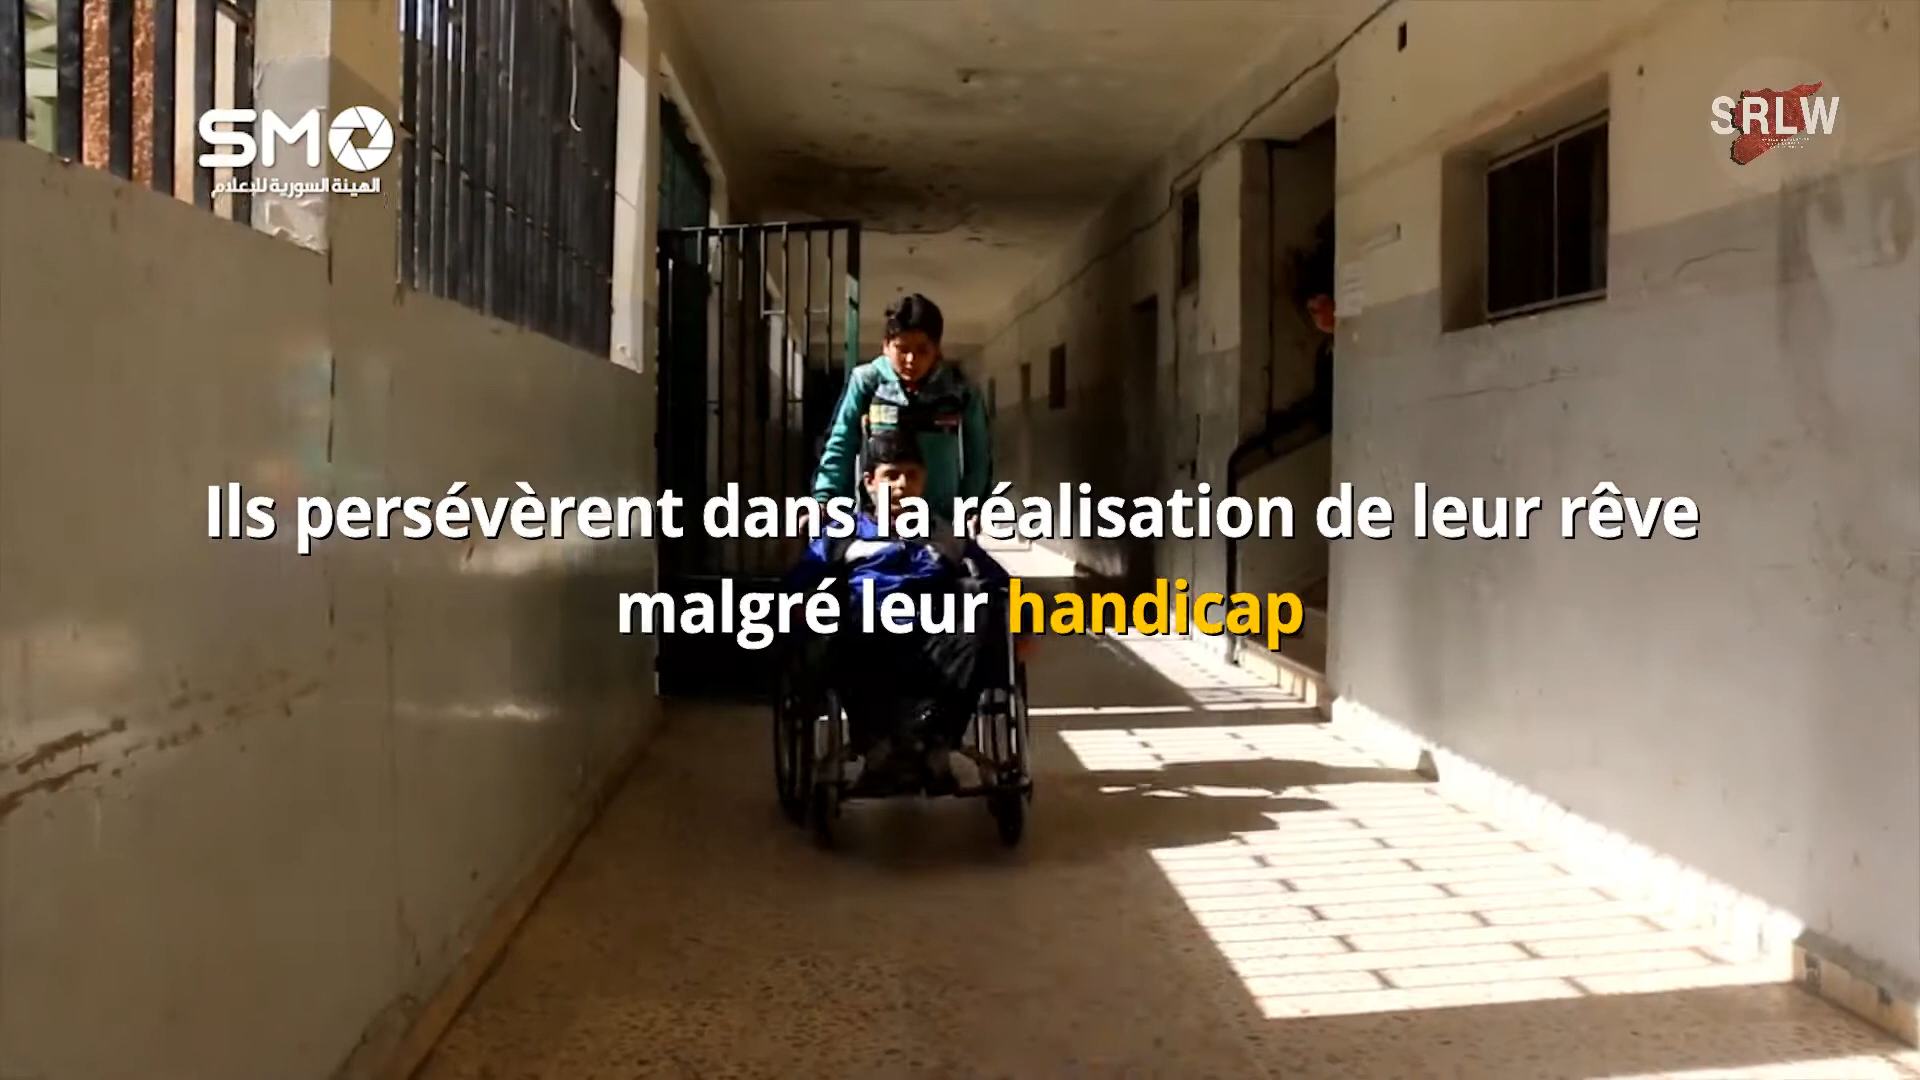 SMO
الهيئة السورية للإعلام
SRLW
Ils persévèrent dans la réalisation de leur rêve
malgré leur handicap